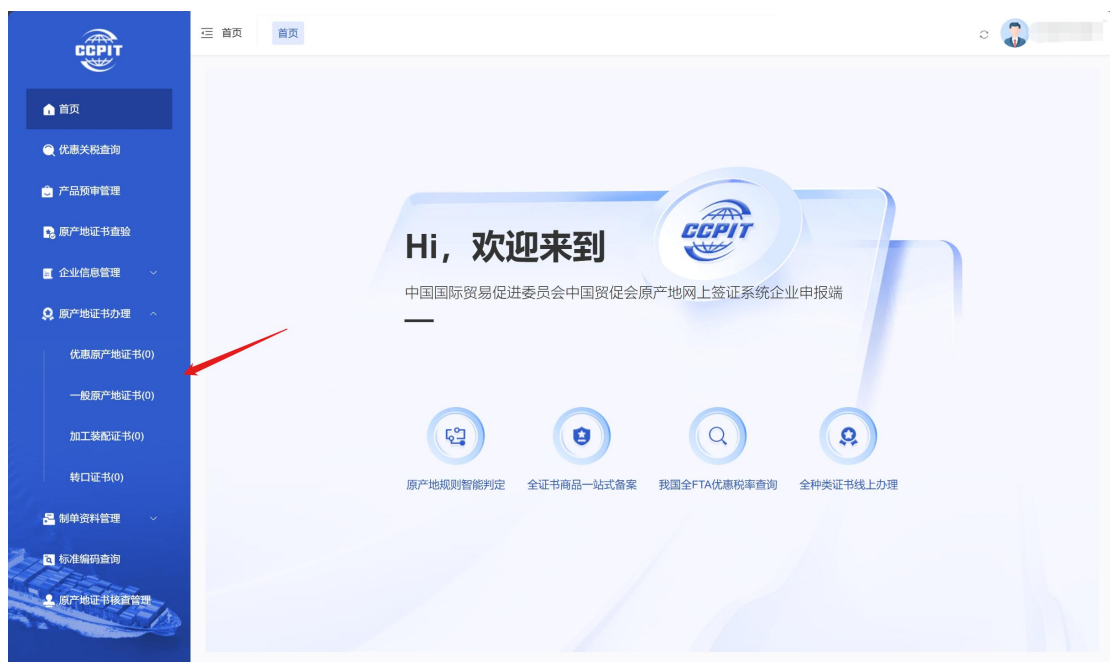 CCPIT
首页
首页
首页
优惠关税查询
产品预审管理
原产地证书查验
企业信息管理
原产地证书办理
优惠原产地证书(0)
一般原产地证书(0)
加工装配证书(0)
转口证书(0)
制单资料管理
标准编码查询
原产地证书核查管理
CCPIT
Hi，欢迎来到
中国国际贸易促进委员会中国贸促会原产地网上签证系统企业申报端
原产地规则智能判定
全证书商品一站式备案
我国全FTA优惠税率查询
全种类证书线上办理